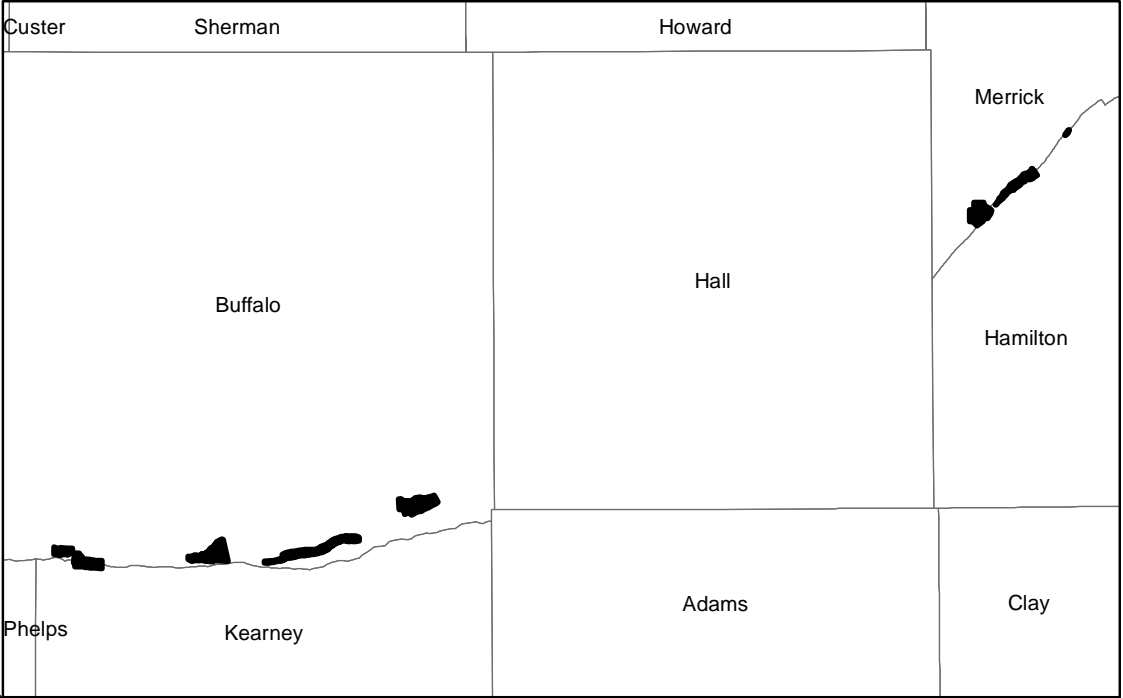 Custer
Sherman
Howard
Merrick
Hall
Buffalo
Hamilton
Adams
Clay
Phelps
Kearney